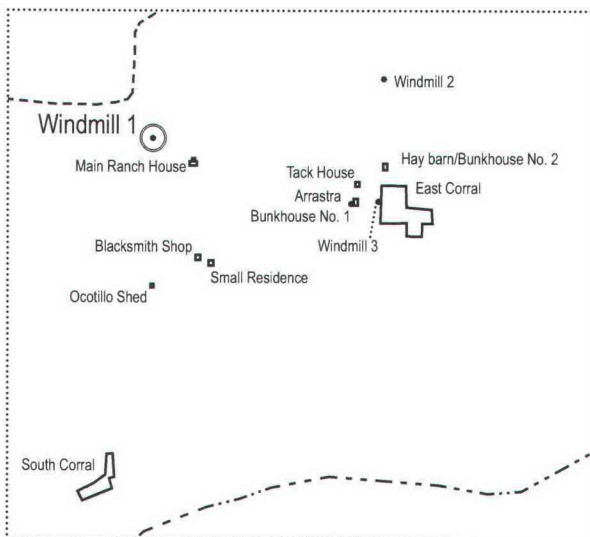 Windmill 2
Windmill 1
Main Ranch House
Hay barn/Bunkhouse No. 2
Tack House
East Corral
Arrastra
Bunkhouse No. 1
Windmill 3
Blacksmith Shop
Small Residence
Ocotillo Shed
South Corral